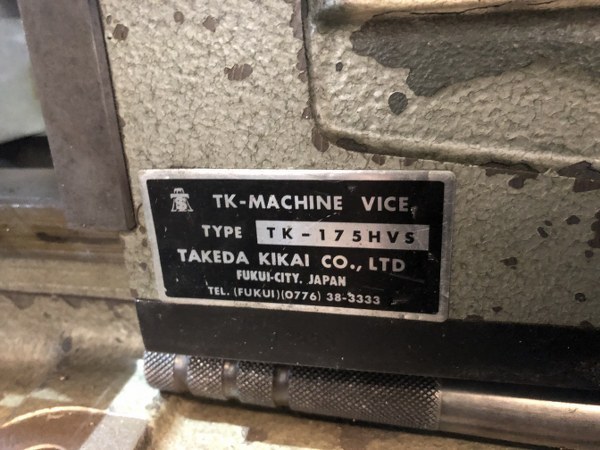 TK-MACHINE VICE
TYPE TK-175HVS
TAKEDA KIKAI CO., LTD
FUKUI-CITY. JAPAN
TEL. (FUKUI)(0776) 38-3333